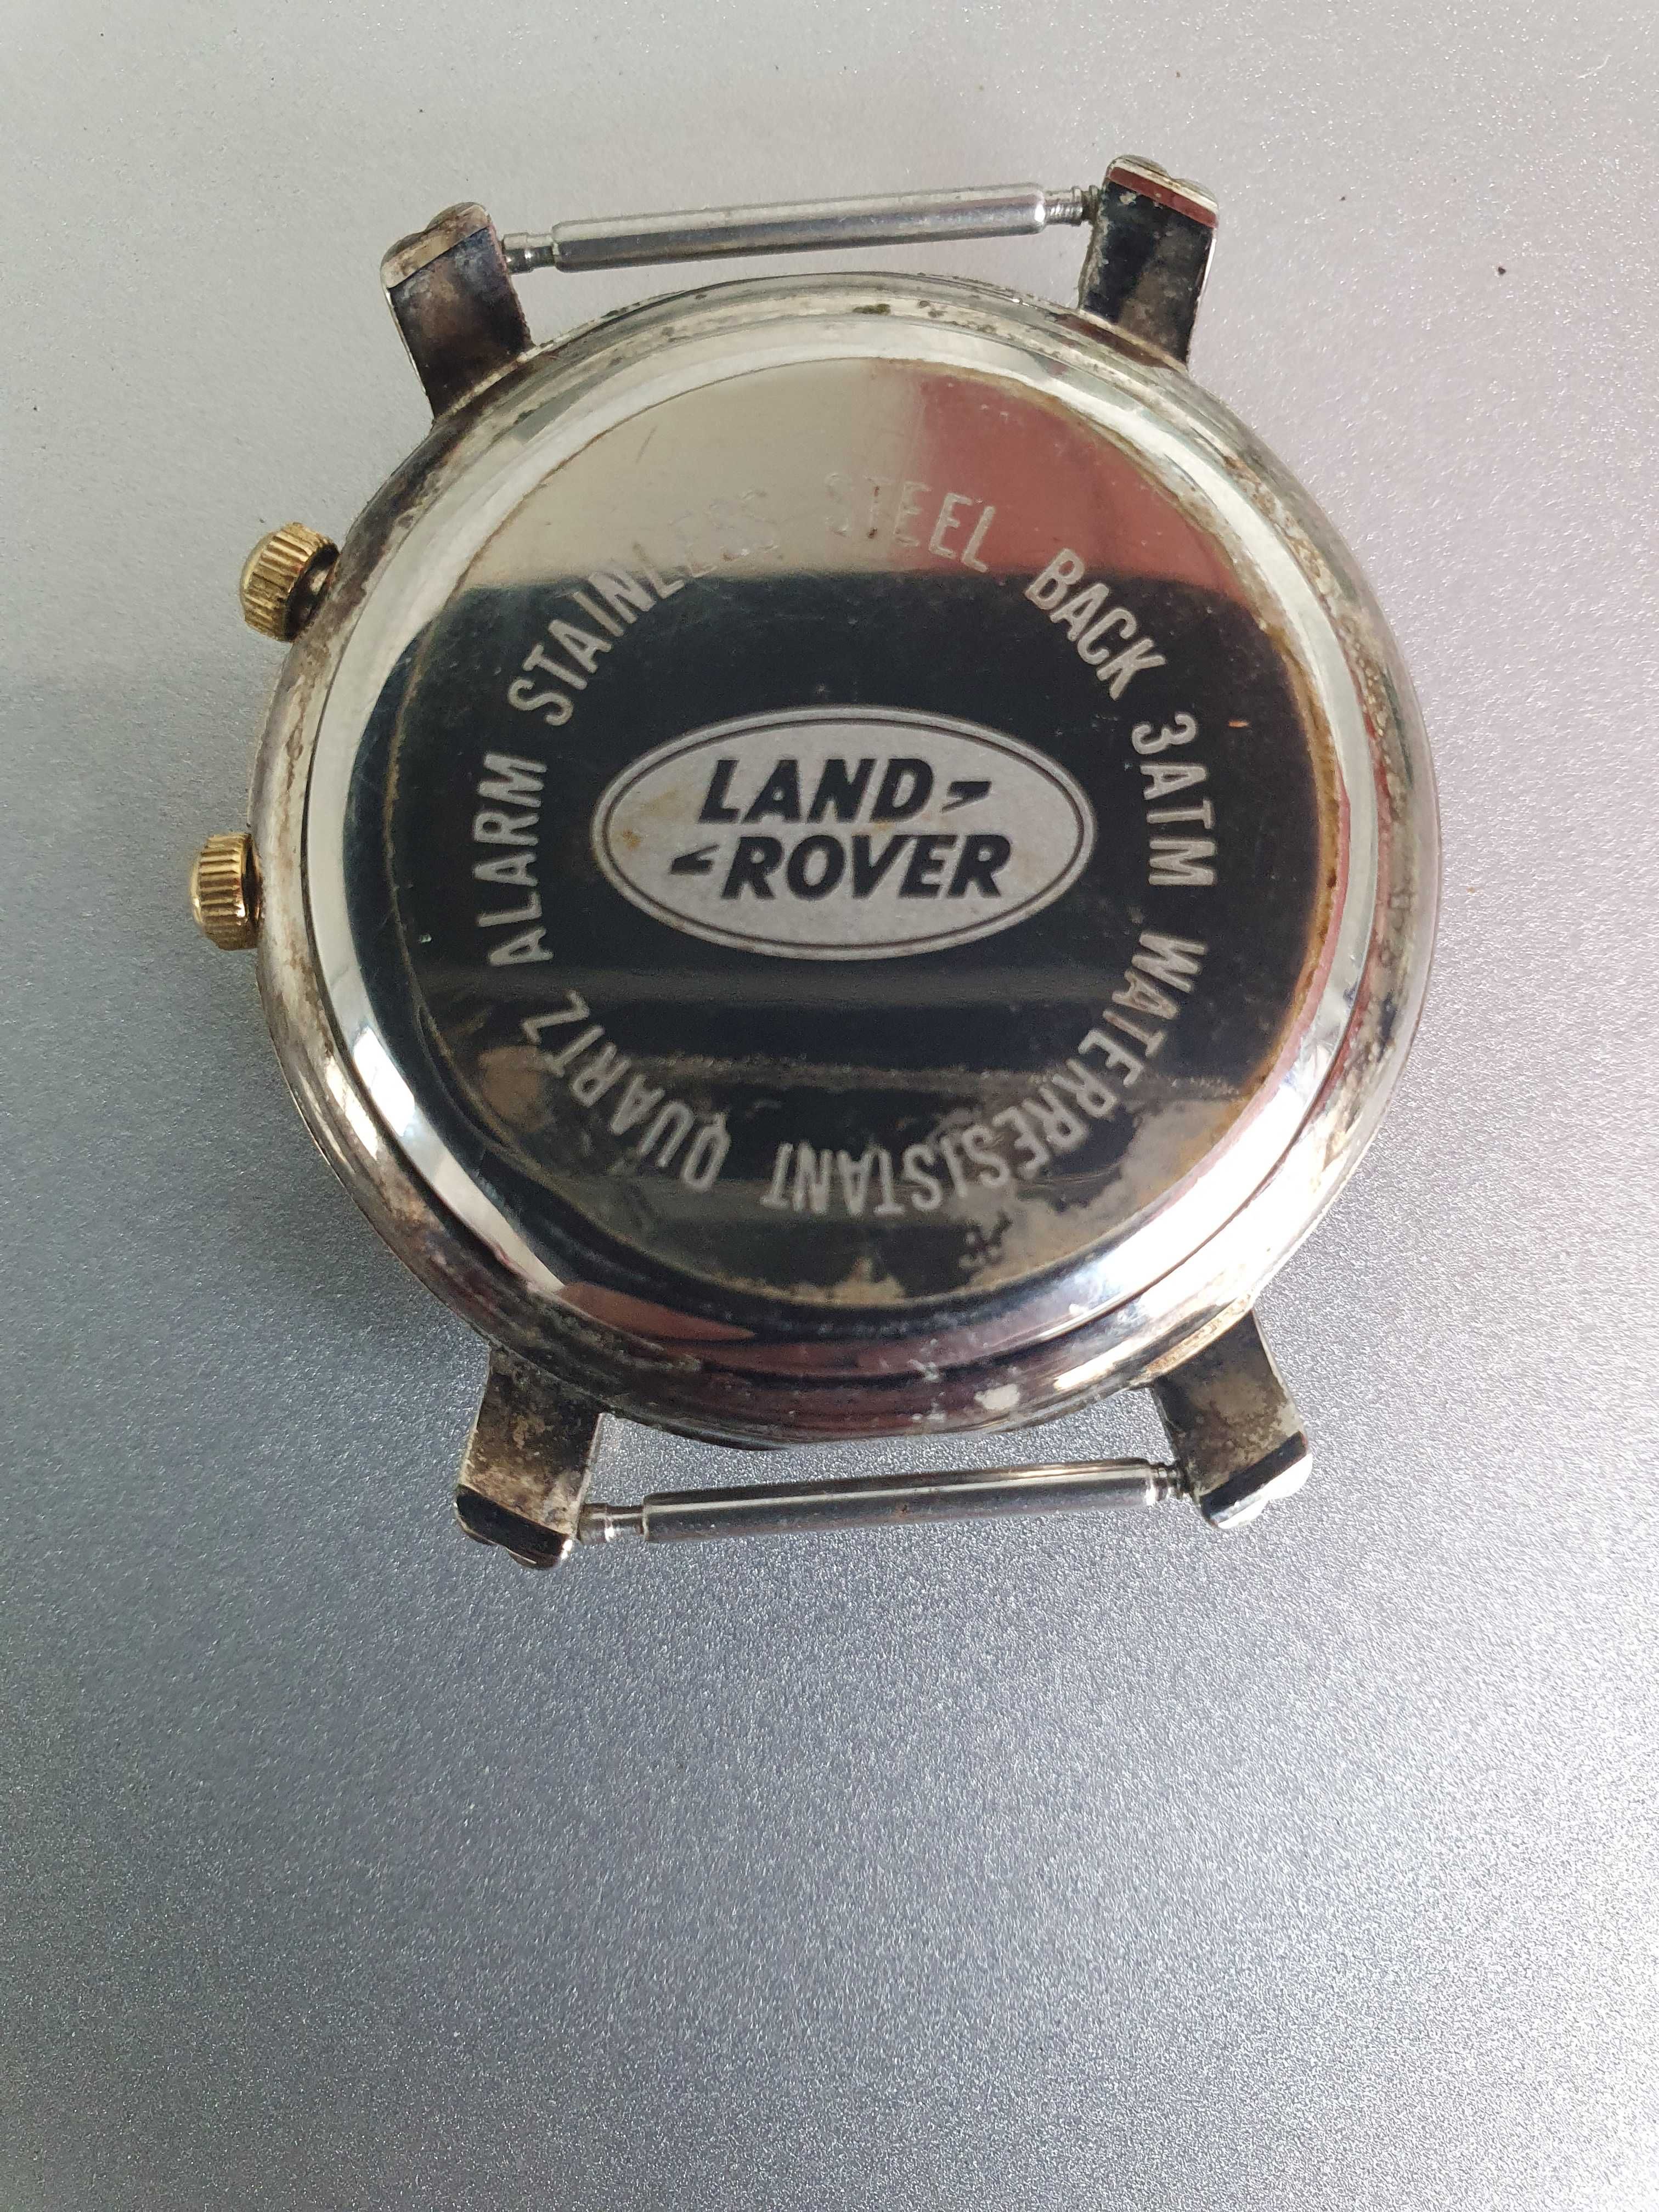 LAND
ROVER
QUARTZ ALARM STAINLESS STEEL BACK 3ATM WATERRESISTANT